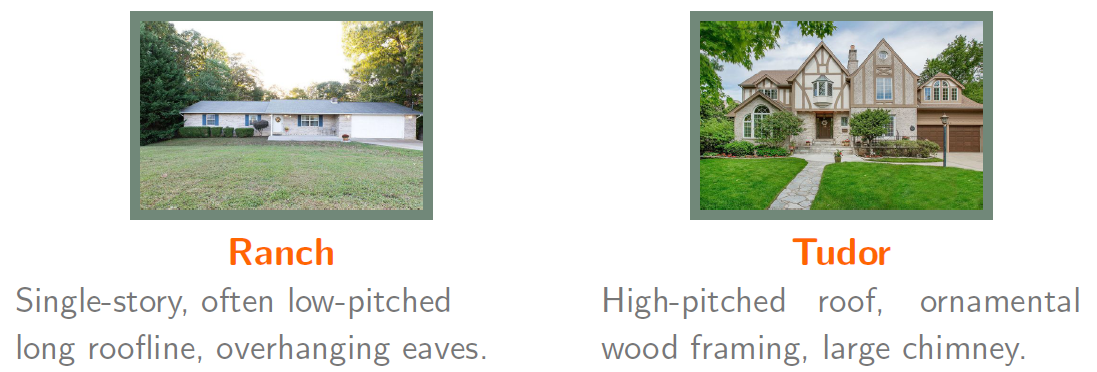 Ranch
Single-story, often low-pitched
long roofline, overhanging eaves.
Tudor
High-pitched roof, ornamental
wood framing, large chimney.